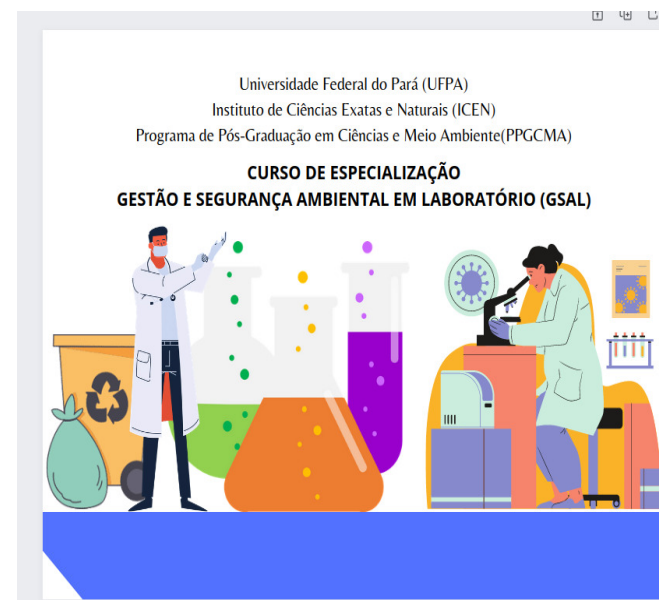 Universidade Federal do Pará (UFPA)
Instituto de Ciências Exatas e Naturais (ICEN)
Programa de Pós-Graduação em Ciências e Meio Ambiente(PPGCMA)
CURSO DE ESPECIALIZAÇÃO
GESTÃO E SEGURANÇA AMBIENTAL EM LABORATÓRIO (GSAL)